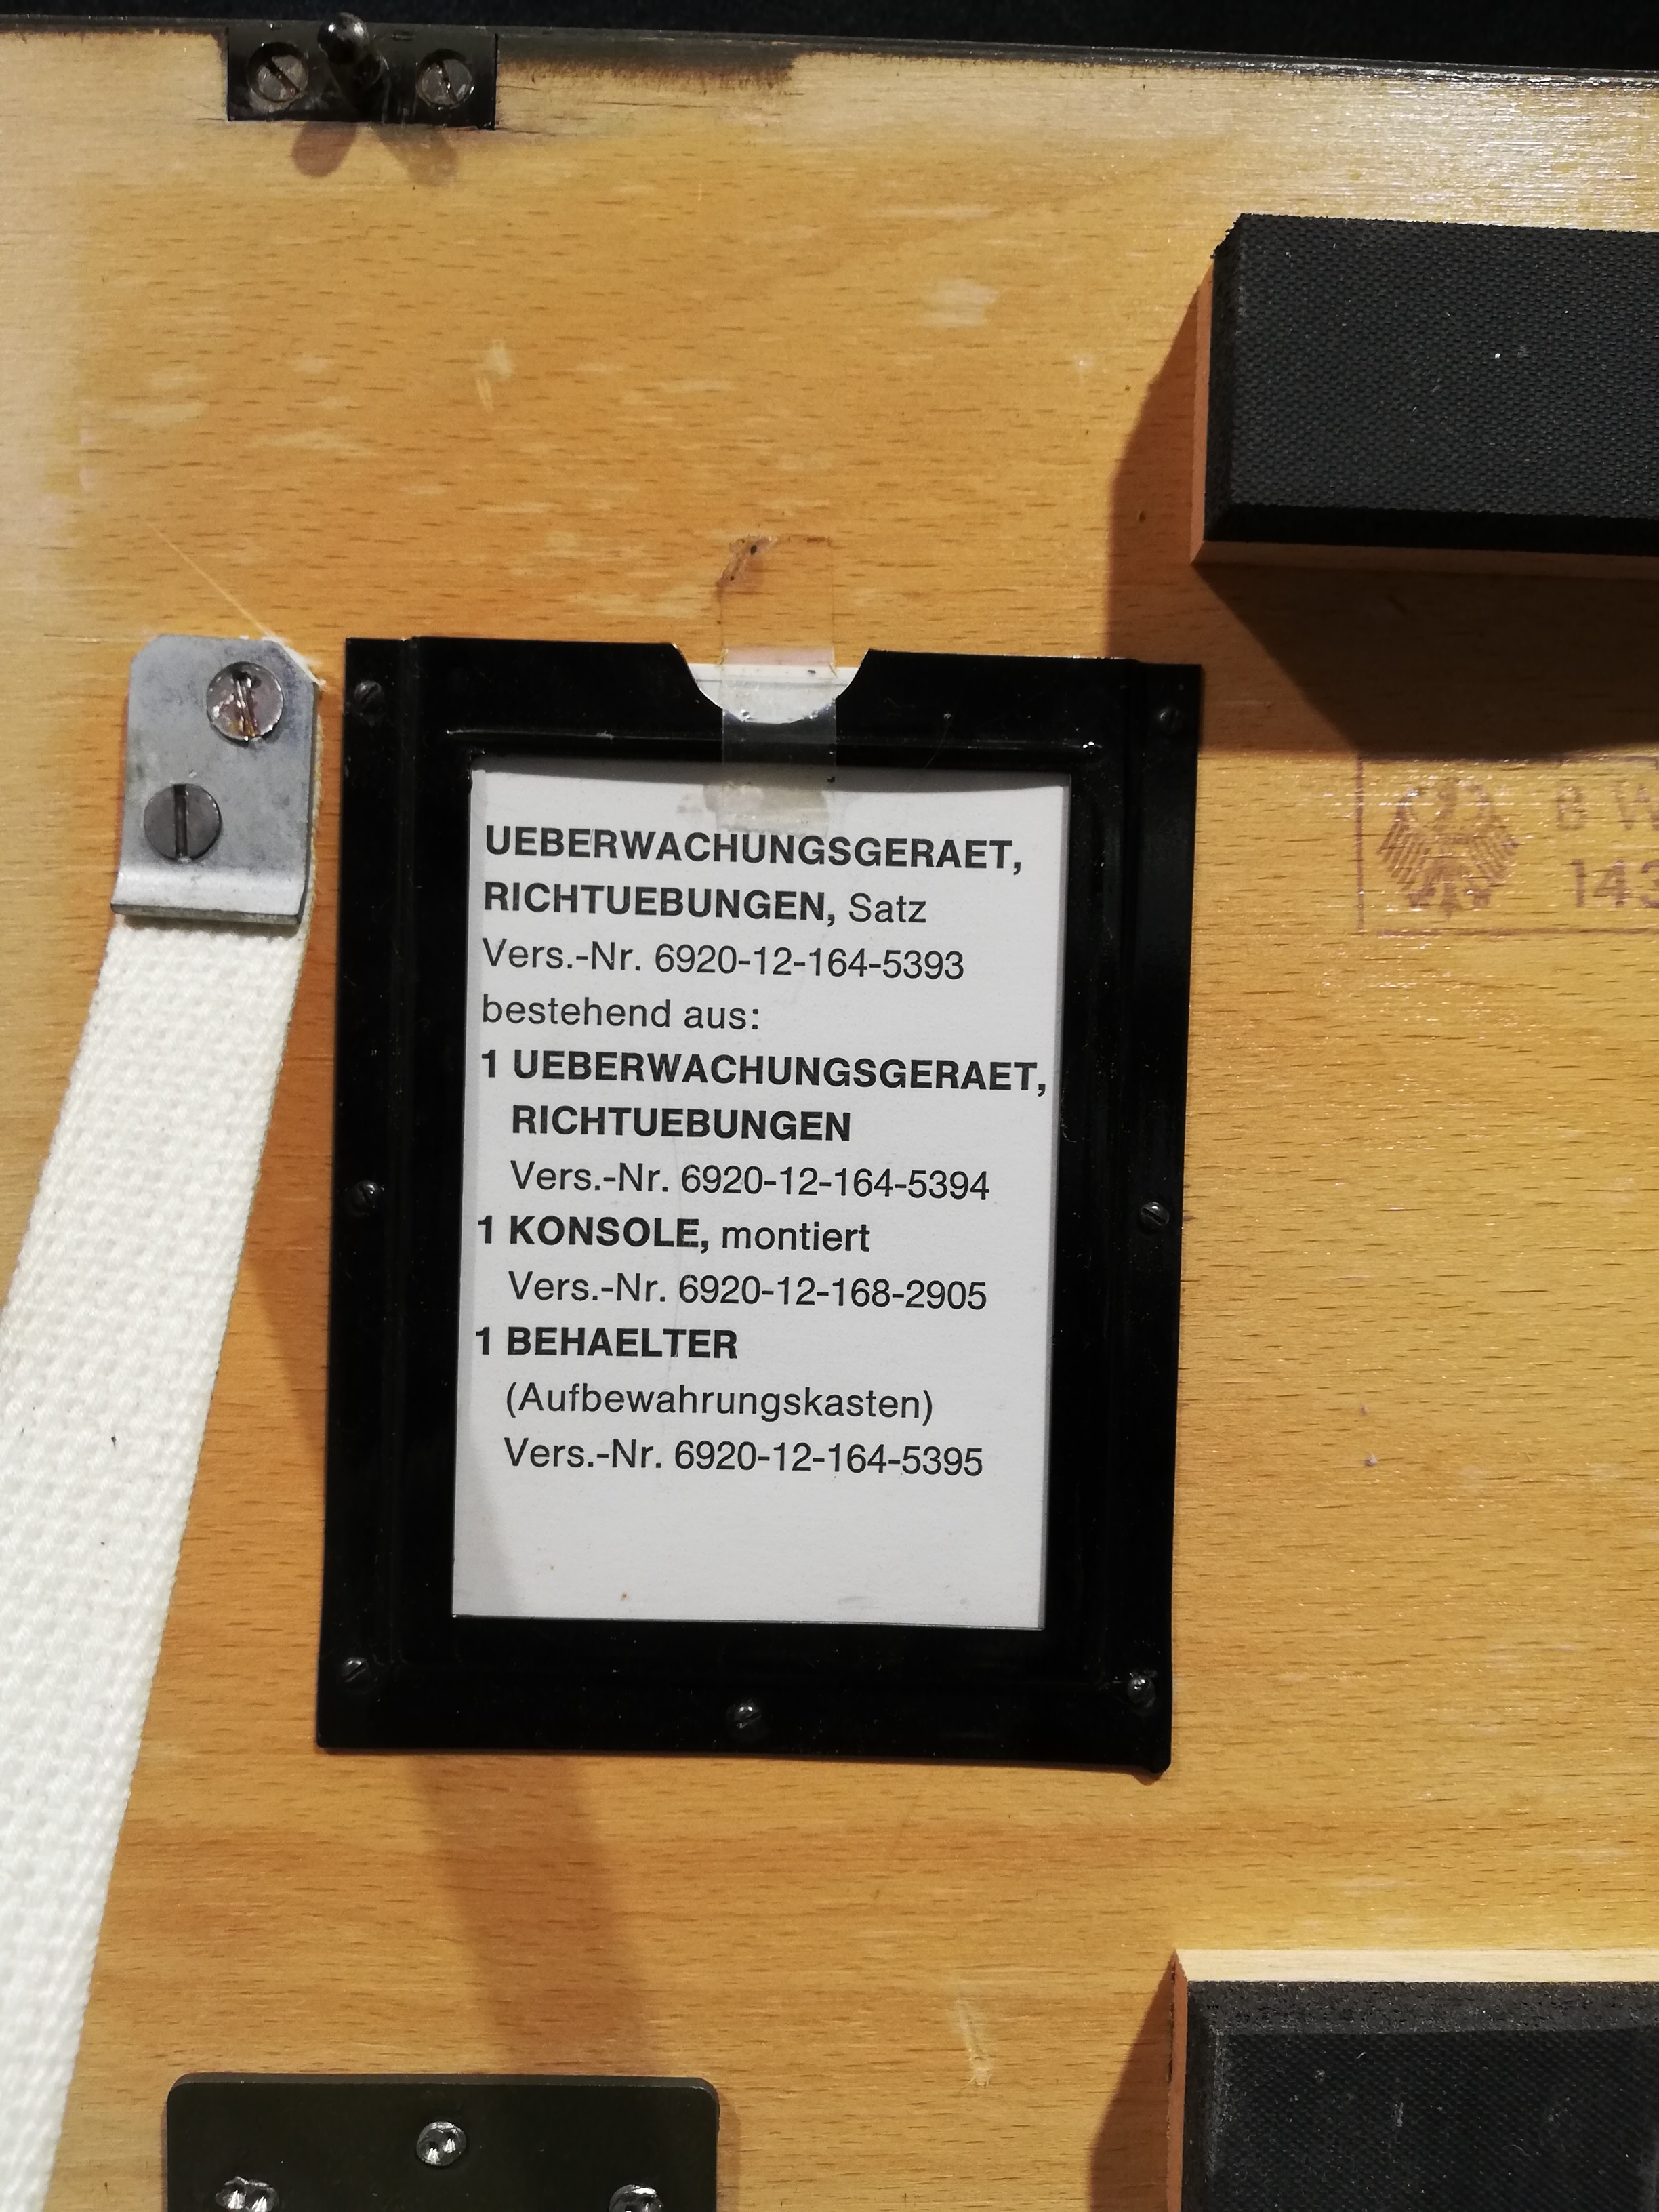 UEBERWACHUNGSGERAET,
RICHTUEBUNGEN, Satz
Vers.-Nr. 6920-12-164-5393
bestehend aus:
1 UEBERWACHUNGSGERAET,
RICHTUEBUNGEN
Vers.-Nr. 6920-12-164-5394
1 KONSOLE, montiert
Vers.-Nr. 6920-12-168-2905
1 BEHAELTER
(Aufbewahrungskasten)
Vers.-Nr. 6920-12-164-5395